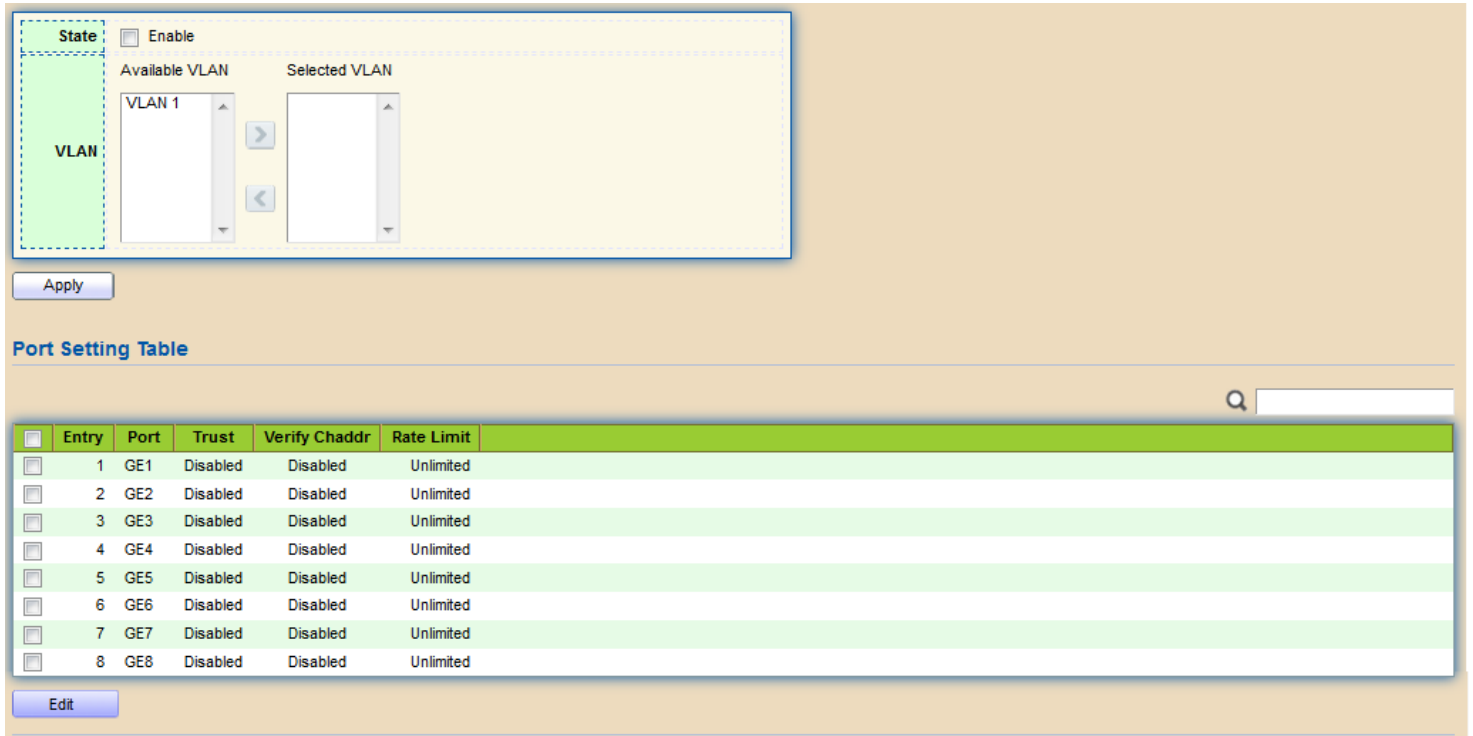 State Enable
Available VLAN Selected VLAN
VLAN 1
VLAN
Apply
Port Setting Table
Entry Port Trust Verify Chaddr Rate Limit
1 GE1 Disabled Disabled Unlimited
2 GE2 Disabled Disabled Unlimited
3 GE3 Disabled Disabled Unlimited
4 GE4 Disabled Disabled Unlimited
5 GE5 Disabled Disabled Unlimited
6 GE6 Disabled Disabled Unlimited
7 GE7 Disabled Disabled Unlimited
8 GE8 Disabled Disabled Unlimited
Edit